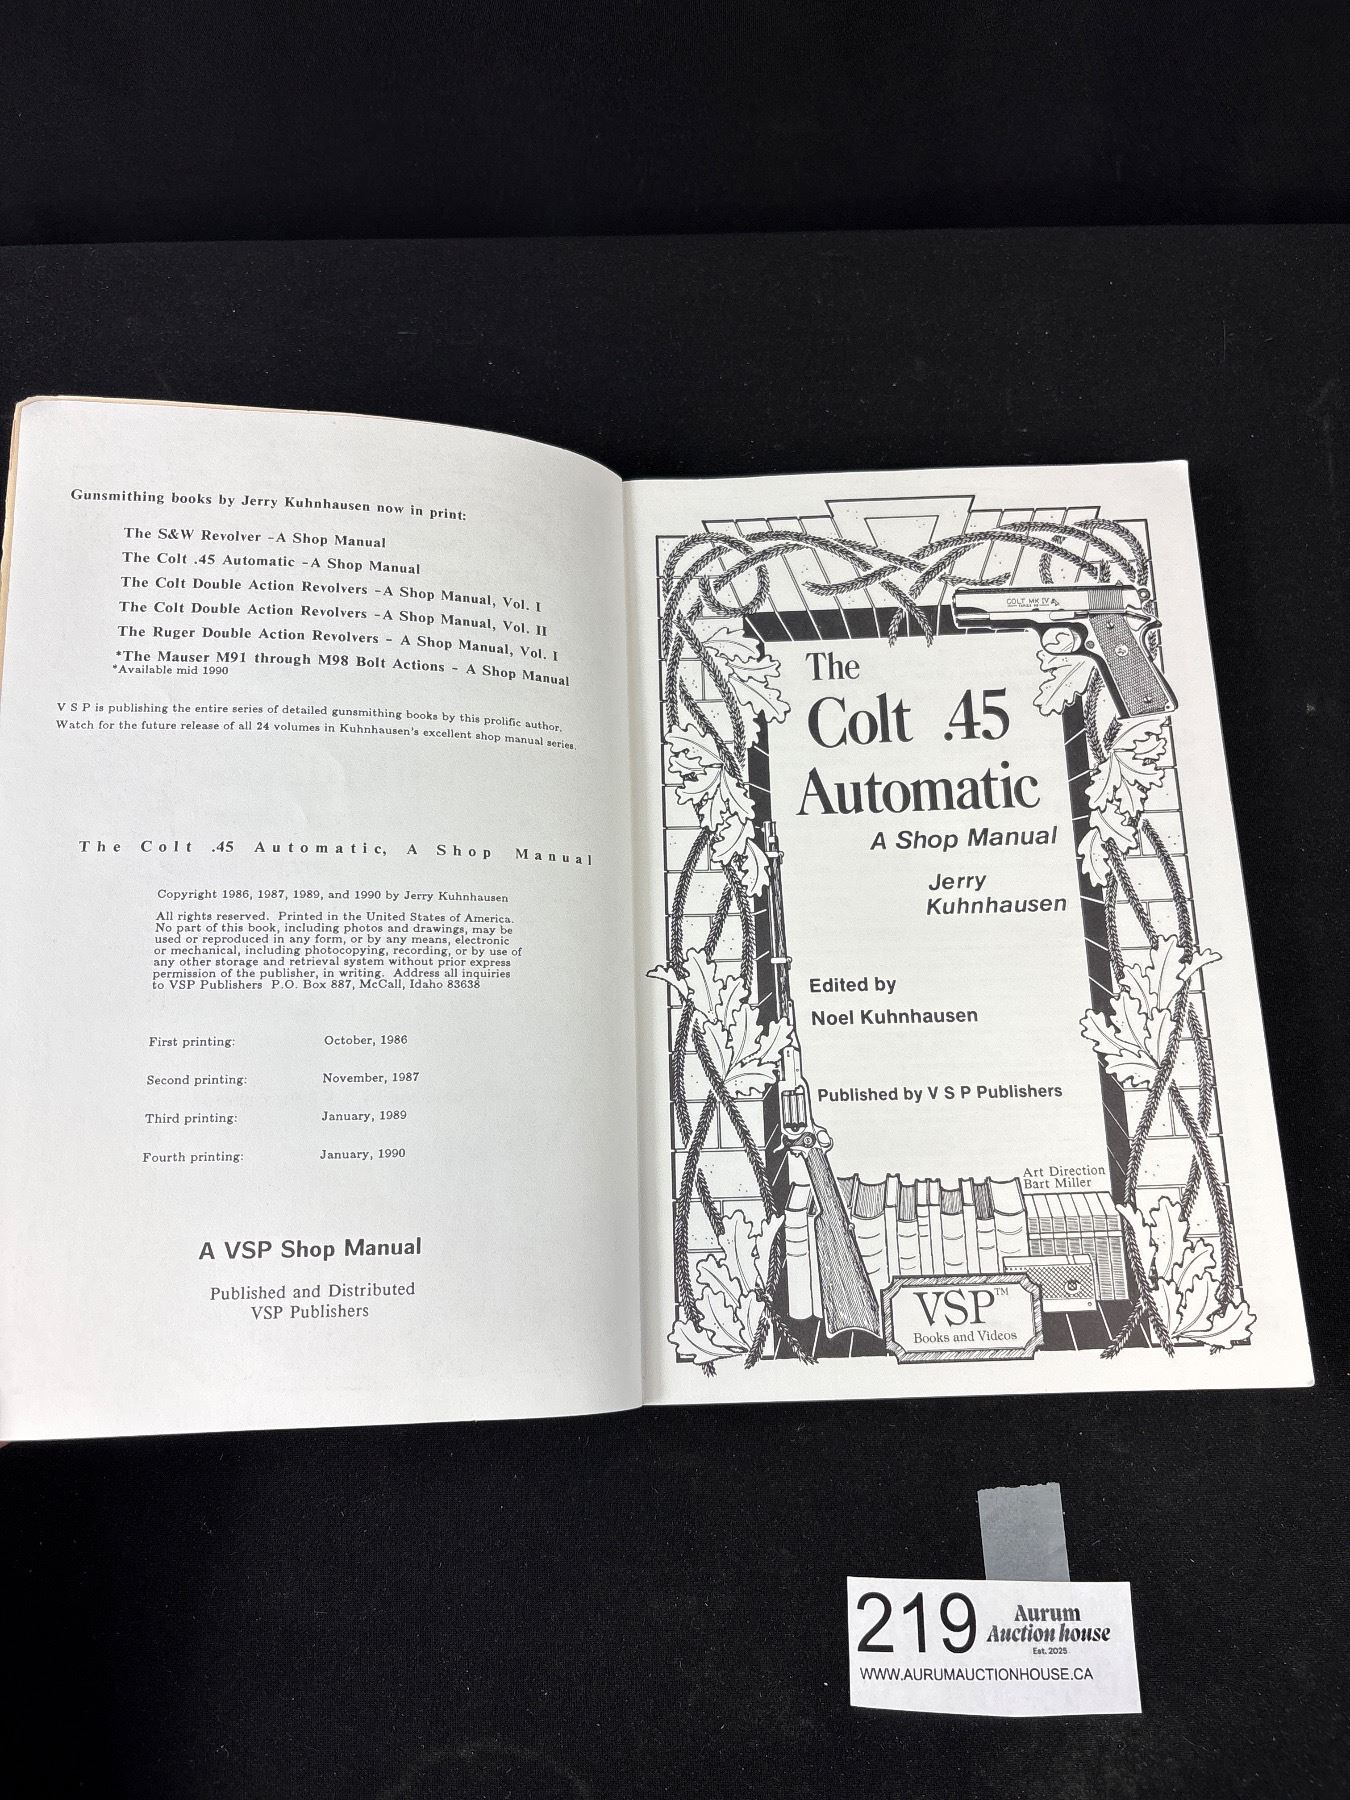 Gunsmithing books by Jerry Kuhnhausen now in print:
The S&W Revolver -A Shop Manual
The Colt .45 Automatic -A Shop Manual
The Colt Double Action Revolvers -A Shop Manual, Vol. I
The Colt Double Action Revolvers -A Shop Manual, Vol. II
The Ruger Double Action Revolvers - A Shop Manual, Vol. I
*The Mauser M91 through M98 Bolt Actions - A Shop Manual
*Available mid 1990
V S P is publishing the entire series of detailed gunsmithing books by this prolific author.
Watch for the future release of all 24 volumes in Kuhnhausen's excellent shop manual series.
The Colt .45 Automatic, A Shop Manual
Copyright 1986, 1987, 1989, and 1990 by Jerry Kuhnhausen
All rights reserved. Printed in the United States of America.
No part of this book, including photos and drawings, may be
used or reproduced in any form, or by any means, electronic
or mechanical, including photocopying, recording, or by use of
any other storage and retrieval system without prior express
permission of the publisher, in writing. Address all inquiries
to VSP Publishers P.O. Box 887, McCall, Idaho 83638
First printing: October, 1986
Second printing: November, 1987
Third printing: January, 1989
Fourth printing: January, 1990
A VSP Shop Manual
Published and Distributed
VSP Publishers
COLT MK IV
The
Colt .45
Automatic
A Shop Manual
Jerry
Kuhnhausen
Edited by
Noel Kuhnhausen
Published by V S P Publishers
Art Direction
Bart Miller
VSP™
Books and Videos
219
Aurum
Auction house
Est. 2025
WWW.AURUMAUCTIONHOUSE.CA